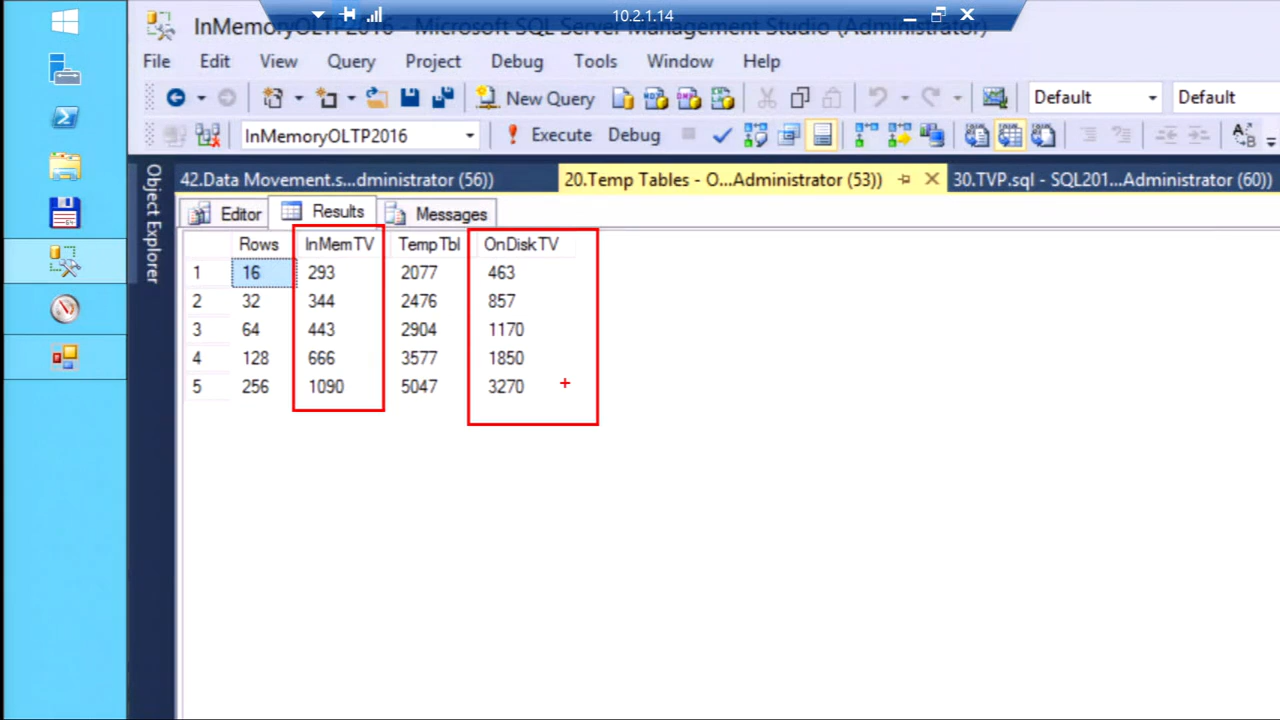 10.2.1.14
InMemoryOLTP2016 - Microsoft SQL Server Management Studio (Administrator)
File Edit View Query Project Debug Tools Window Help
New Query Default Default
InMemoryOLTP2016 Execute Debug
Object Explorer
42.Data Movement.s...dministrator (56)) 20.Temp Tables - O...Administrator (53)) 30.TVP.sql - SQL201...Administrator (60))
Editor Results Messages
Rows InMemTV TempTbl OnDiskTV
1 16 293 2077 463
2 32 344 2476 857
3 64 443 2904 1170
4 128 666 3577 1850
5 256 1090 5047 3270